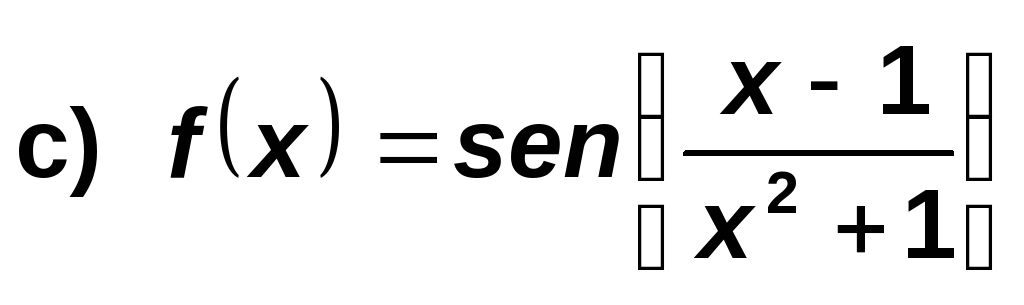 c) f(x) = sen[(x - 1)/(x² + 1)]